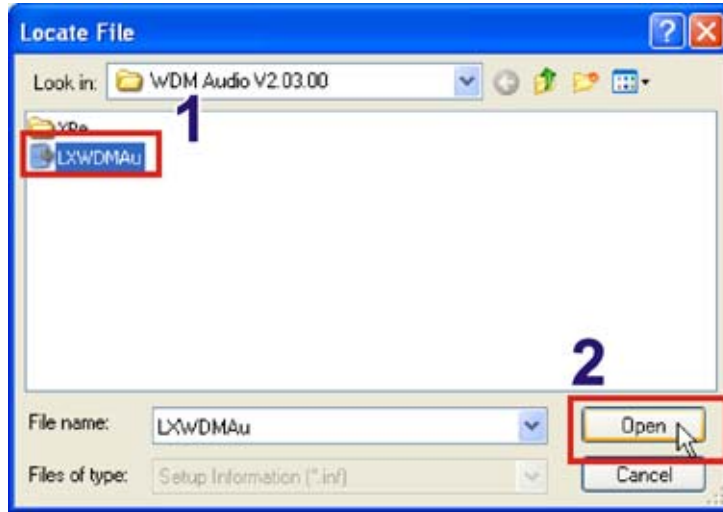 Locate File
Look in: WDM Audio V2.03.00
1
XPe
LXWDMAu
2
File name: LXWDMAu Open
Files of type: Setup Information (*.inf) Cancel